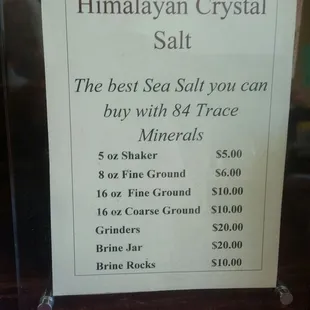 Himalayan Crystal
Salt
The best Sea Salt you can
buy with 84 Trace
Minerals
5 oz Shaker $5.00
8 oz Fine Ground $6.00
16 oz Fine Ground $10.00
16 oz Coarse Ground $10.00
Grinders $20.00
Brine Jar $20.00
Brine Rocks $10.00